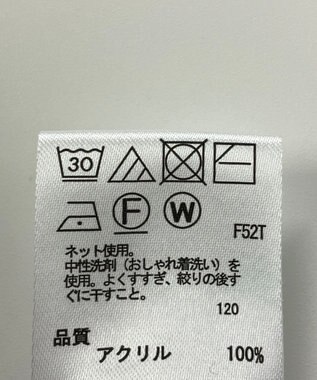 30
F W
F52T
ネット使用。
中性洗剤（おしゃれ着洗い）を
使用。よくすすぎ、絞りの後す
ぐに干すこと。
120
品質
アクリル 100%